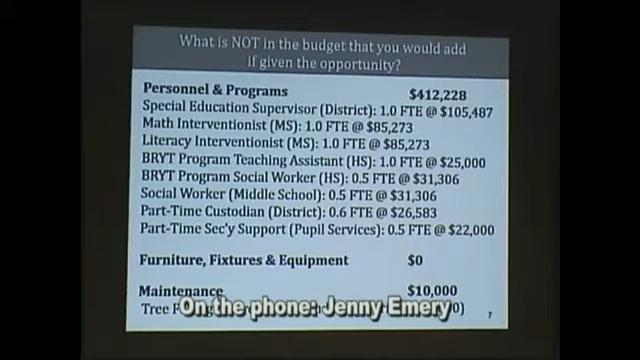 What is NOT in the budget that you would add
if given the opportunity?
Personnel & Programs $412,228
Special Education Supervisor (District): 1.0 FTE @ $105,487
Math Interventionist (MS): 1.0 FTE @ $85,273
Literacy Interventionist (MS): 1.0 FTE @ $85,273
BRYT Program Teaching Assistant (HS): 1.0 FTE @ $25,000
BRYT Program Social Worker (HS): 0.5 FTE @ $31,306
Social Worker (Middle School): 0.5 FTE @ $31,306
Part-Time Custodian (District): 0.6 FTE @ $26,583
Part-Time Sec'y Support (Pupil Services): 0.5 FTE @ $22,000
Furniture, Fixtures & Equipment $0
Maintenance $10,000
On the phone: Jenny Emery
Tree
7